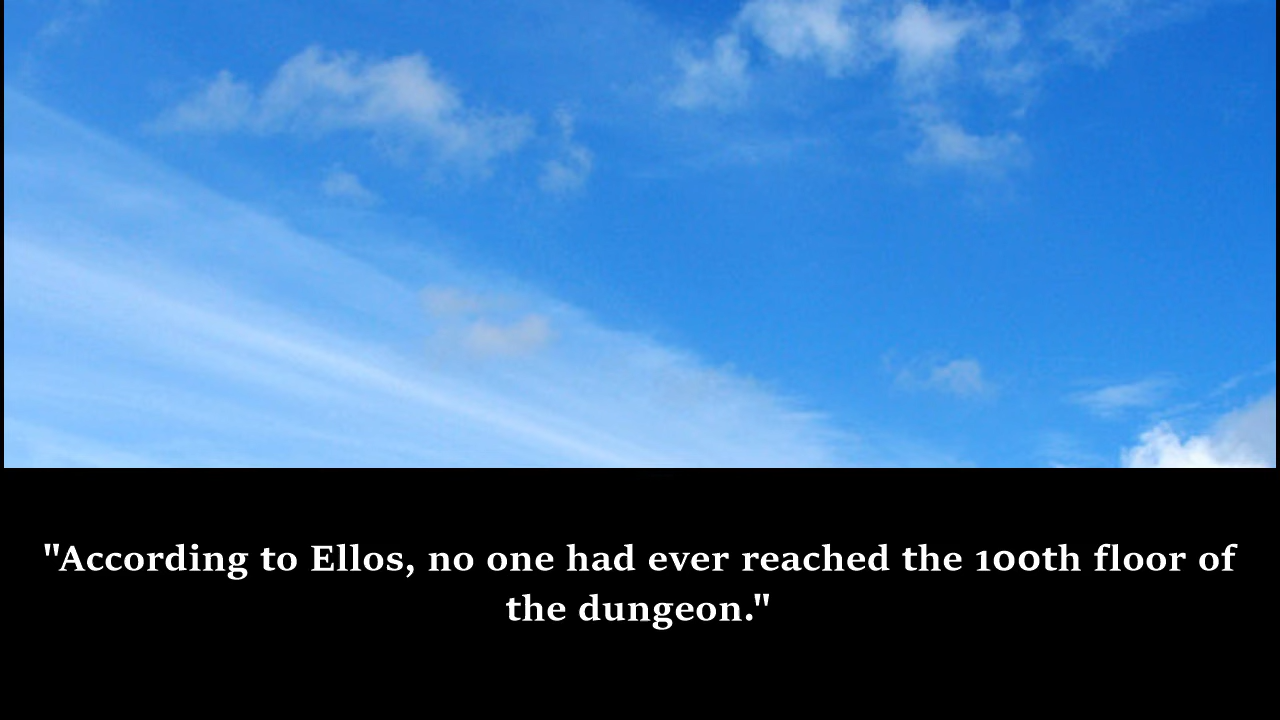 "According to Ellos, no one had ever reached the 100th floor of
the dungeon."